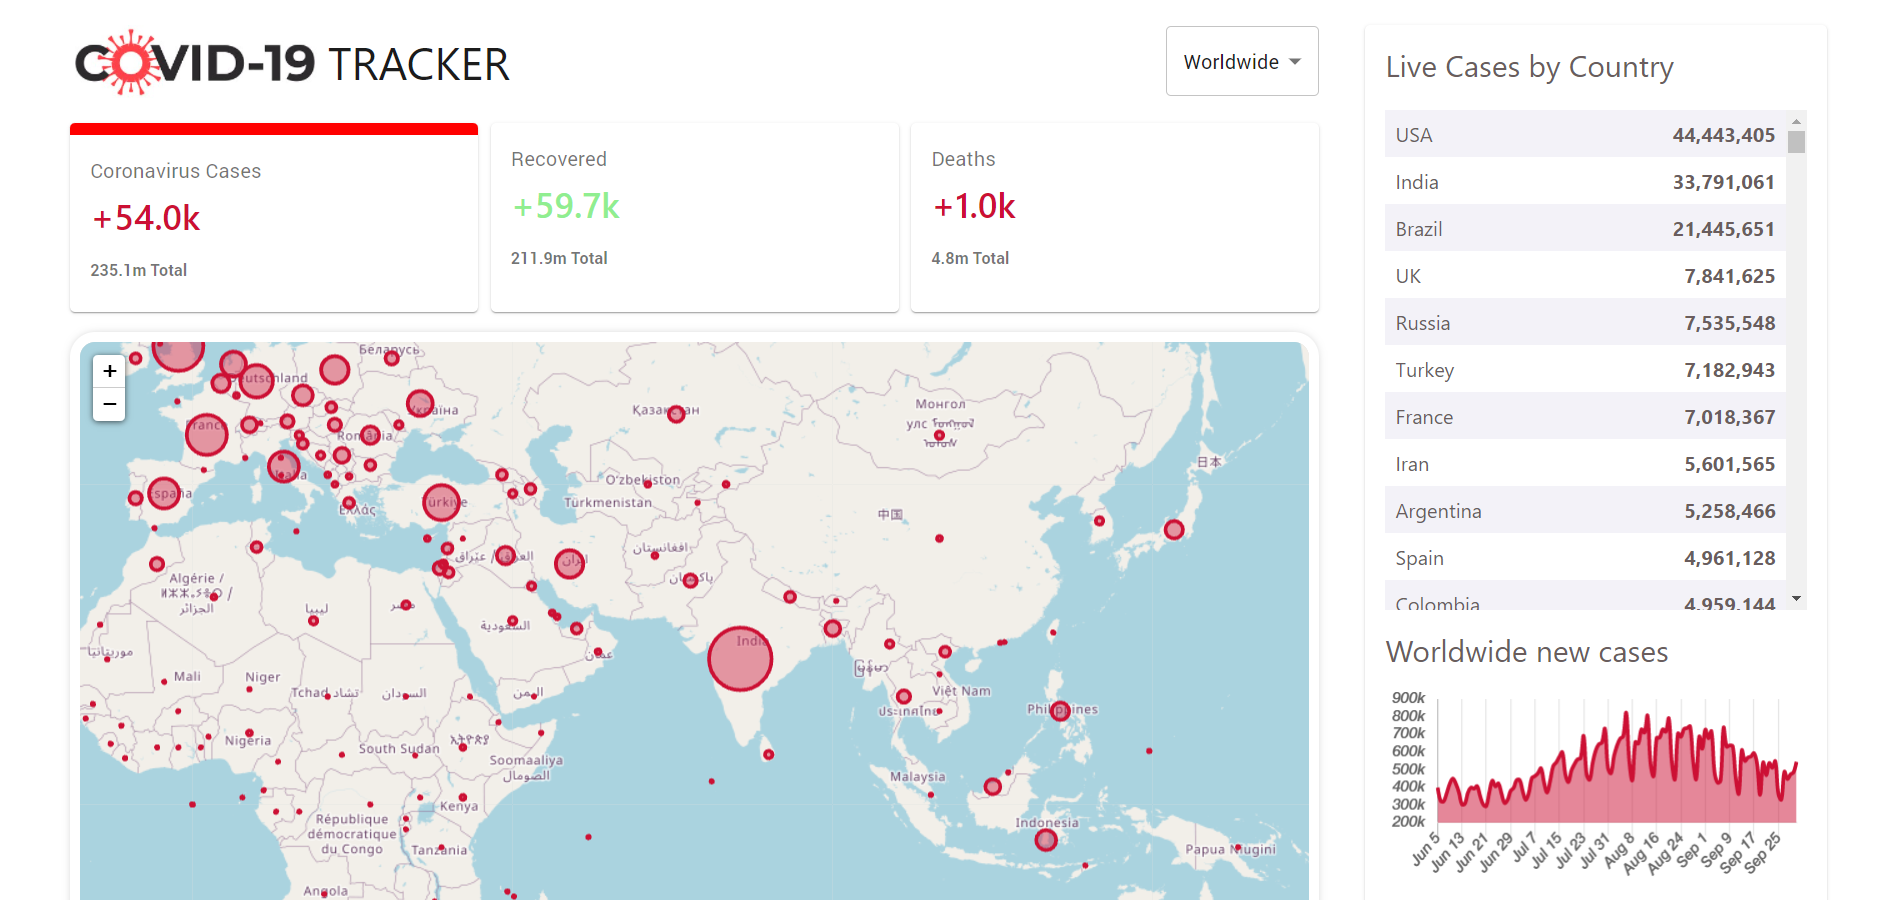 COVID-19 TRACKER
Worldwide
Coronavirus Cases
+54.0k
235.1m Total
Recovered
+59.7k
211.9m Total
Deaths
+1.0k
4.8m Total
+
−
Беларусь
Deutschland
Україна
France
România
Italia
España
Ελλάς
Türkiye
Қазақстан
Монгол
улс
O'zbekiston
Türkmenistan
日本
中国
افغانستان
العراق / عێراق
ایران
پاکستان
Algérie /
الجزائر
ليبيا
مصر
السعودية
عمان
موريتانيا
Mali
Niger
Tchad تشاد
السودان
اليمن
India
Việt Nam
ประเทศไทย
Philippines
Nigeria
South Sudan
Soomaaliya
الصومال
Kenya
Malaysia
République
démocratique
du Congo
Tanzania
Indonesia
Papua Niugini
Angola
Live Cases by Country
USA 44,443,405
India 33,791,061
Brazil 21,445,651
UK 7,841,625
Russia 7,535,548
Turkey 7,182,943
France 7,018,367
Iran 5,601,565
Argentina 5,258,466
Spain 4,961,128
Colombia 4,959,144
Worldwide new cases
900k
800k
700k
600k
500k
400k
300k
200k
Jun 5
Jun 13
Jun 21
Jun 29
Jul 7
Jul 15
Jul 23
Jul 31
Aug 8
Aug 16
Aug 24
Sep 1
Sep 9
Sep 17
Sep 25